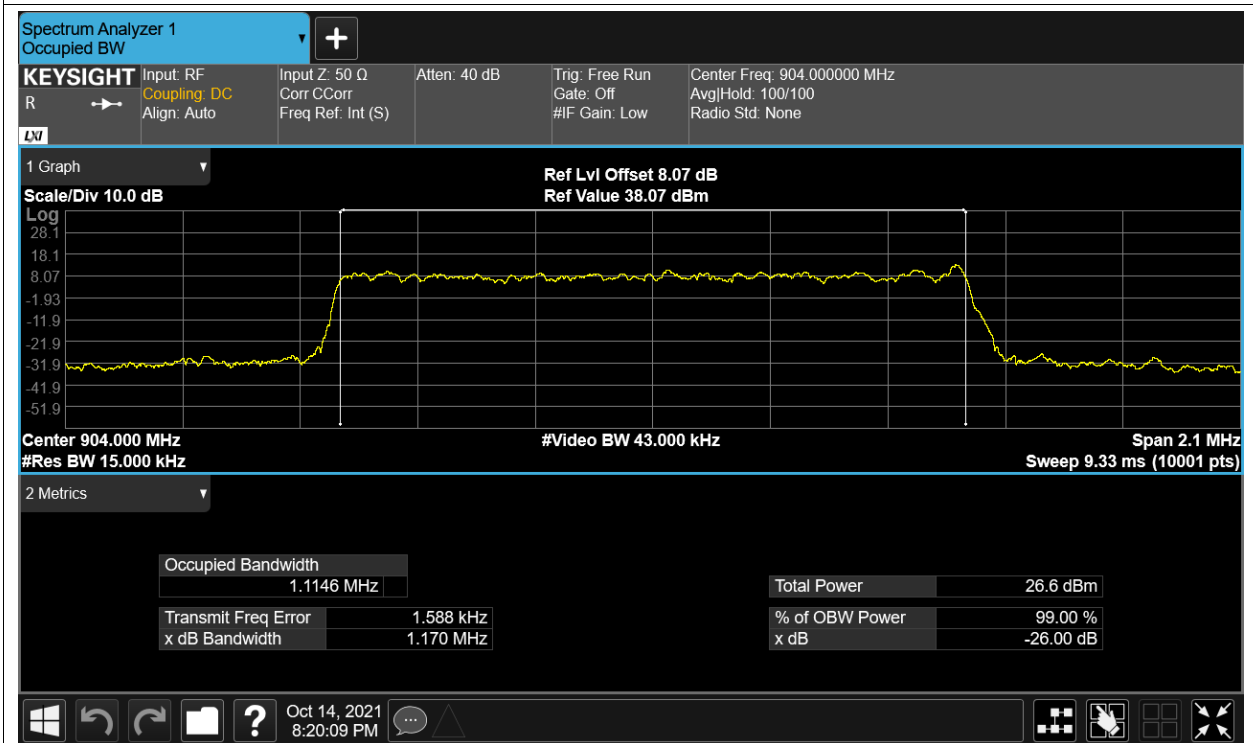 Spectrum Analyzer 1
Occupied BW
+
KEYSIGHT
R
LXI
Input: RF
Coupling: DC
Align: Auto
Input Z: 50 Ω
Corr CCorr
Freq Ref: Int (S)
Atten: 40 dB
Trig: Free Run
Gate: Off
#IF Gain: Low
Center Freq: 904.000000 MHz
Avg|Hold: 100/100
Radio Std: None
1 Graph
Scale/Div 10.0 dB
Ref Lvl Offset 8.07 dB
Ref Value 38.07 dBm
Log
28.1
18.1
8.07
-1.93
-11.9
-21.9
-31.9
-41.9
-51.9
Center 904.000 MHz
#Video BW 43.000 kHz
Span 2.1 MHz
#Res BW 15.000 kHz
Sweep 9.33 ms (10001 pts)
2 Metrics
Occupied Bandwidth
1.1146 MHz
Total Power 26.6 dBm
Transmit Freq Error 1.588 kHz
% of OBW Power 99.00 %
x dB Bandwidth 1.170 MHz
x dB -26.00 dB
?
Oct 14, 2021
8:20:09 PM